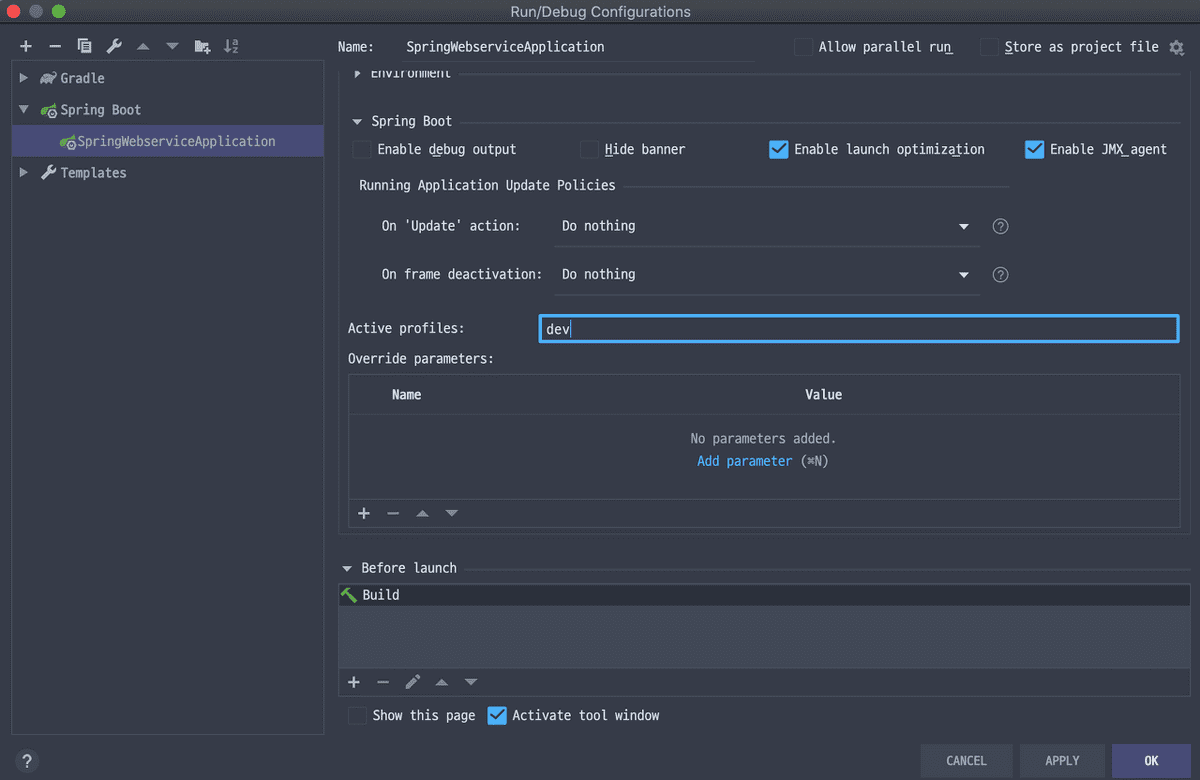 Run/Debug Configurations
Name: SpringWebserviceApplication Allow parallel run Store as project file
Gradle
Spring Boot
SpringWebserviceApplication
Templates
Environment
Spring Boot
Enable debug output Hide banner Enable launch optimization Enable JMX agent
Running Application Update Policies
On 'Update' action: Do nothing ?
On frame deactivation: Do nothing ?
Active profiles: dev
Override parameters:
Name Value
No parameters added.
Add parameter (⌘N)
Before launch
Build
Show this page Activate tool window
? CANCEL APPLY OK